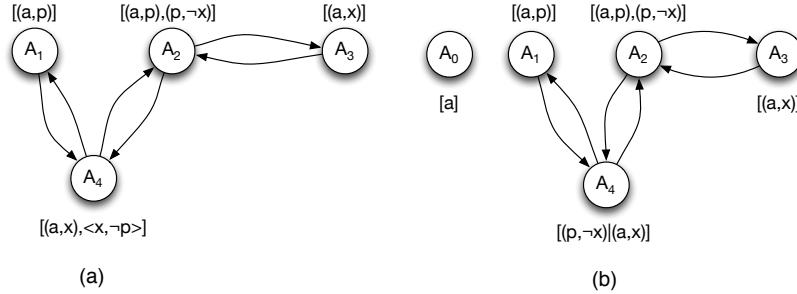 [(a,p)]
[(a,p),(p,¬x)]
[(a,x)]
A1
A2
A3
A4
[(a,x),<x,¬p>]
(a)
[(a,p)]
[(a,p),(p,¬x)]
A0
A1
A2
A3
[a]
[(a,x)]
A4
[(p,¬x)|(a,x)]
(b)